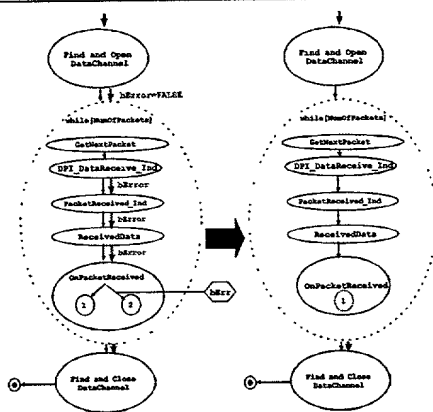 Find and Open
DataChannel
bError=FALSE
while[NumOfPackets]
GetNextPacket
DPI_DataReceive_Ind
bError
PacketReceived_Ind
bError
ReceivedData
bError
OnPacketReceived
1
2
bErr
Find and Close
DataChannel
Find and Open
DataChannel
while[NumOfPackets]
GetNextPacket
DPI_DataReceive_Ind
PacketReceived_Ind
ReceivedData
OnPacketReceived
1
Find and Close
DataChannel